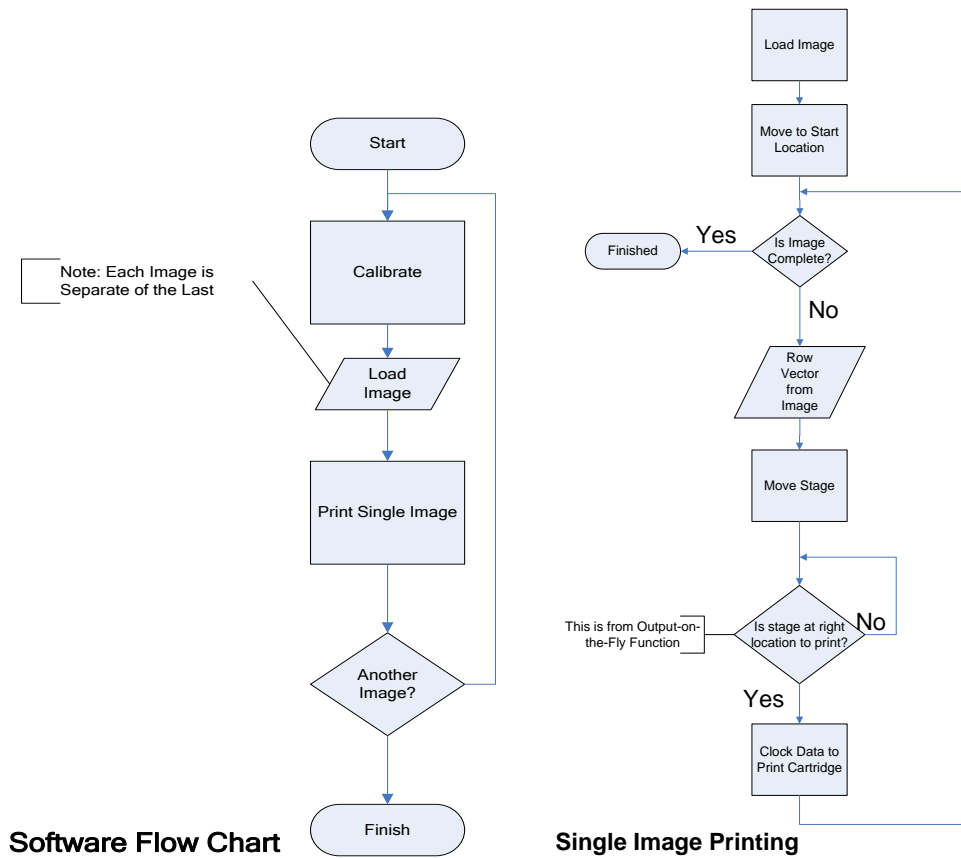 Start
Calibrate
Note: Each Image is
Separate of the Last
Load
Image
Print Single Image
Another
Image?
Finish
Software Flow Chart
Load Image
Move to Start
Location
Is Image
Complete?
Yes
Finished
No
Row
Vector
from
Image
Move Stage
Is stage at right
location to print?
No
This is from Output-on-
the-Fly Function
Yes
Clock Data to
Print Cartridge
Single Image Printing